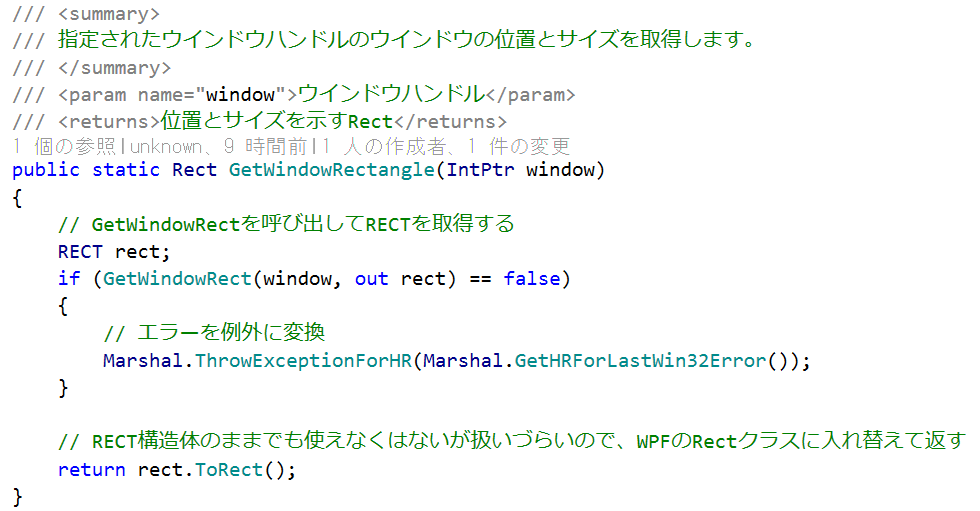 /// <summary>
/// 指定されたウインドウハンドルのウインドウの位置とサイズを取得します。
/// </summary>
/// <param name="window">ウインドウハンドル</param>
/// <returns>位置とサイズを示すRect</returns>
1 個の参照|unknown、9 時間前|1 人の作成者、1 件の変更
public static Rect GetWindowRectangle(IntPtr window)
{
    // GetWindowRectを呼び出してRECTを取得する
    RECT rect;
    if (GetWindowRect(window, out rect) == false)
    {
        // エラーを例外に変換
        Marshal.ThrowExceptionForHR(Marshal.GetHRForLastWin32Error());
    }

    // RECT構造体のままでも使えなくはないが扱いづらいので、WPFのRectクラスに入れ替えて返す
    return rect.ToRect();
}